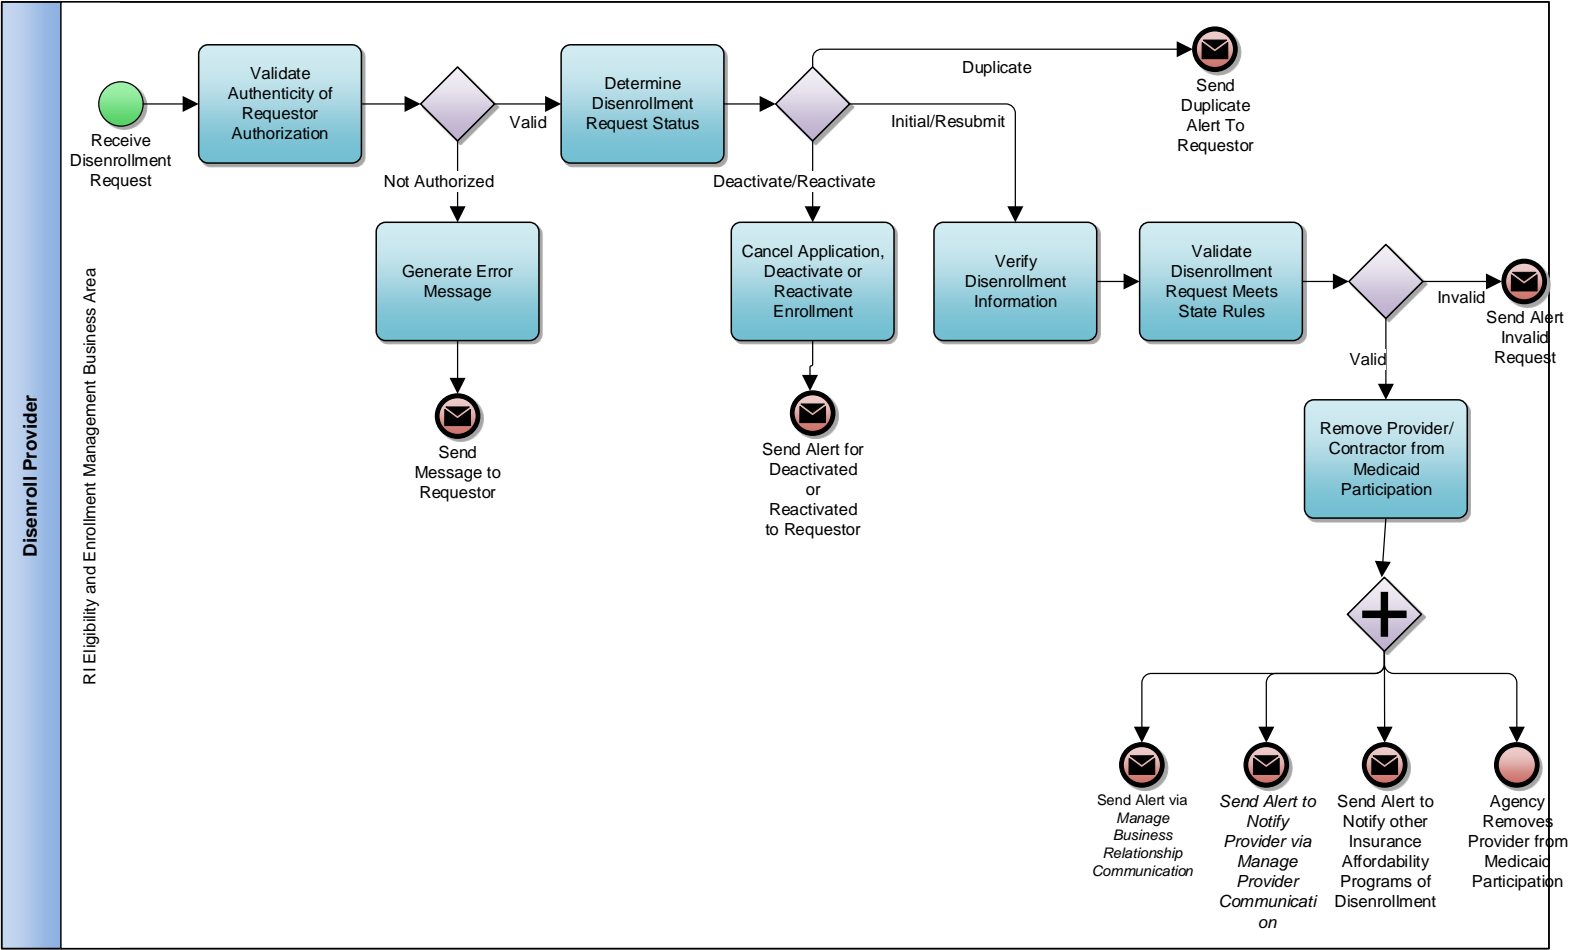 Disenroll Provider
RI Eligibility and Enrollment Management Business Area
Receive
Disenrollment
Request
Validate
Authenticity of
Requestor
Authorization
Valid
Not Authorized
Generate Error
Message
Send
Message to
Requestor
Determine
Disenrollment
Request Status
Duplicate
Send
Duplicate
Alert To
Requestor
Initial/Resubmit
Deactivate/Reactivate
Cancel Application,
Deactivate or
Reactivate
Enrollment
Send Alert for
Deactivated
or
Reactivated
to Requestor
Verify
Disenrollment
Information
Validate
Disenrollment
Request Meets
State Rules
Invalid
Send Alert
Invalid
Request
Valid
Remove Provider/
Contractor from
Medicaid
Participation
Send Alert via
Manage
Business
Relationship
Communication
Send Alert to
Notify
Provider via
Manage
Provider
Communicati
on
Send Alert to
Notify other
Insurance
Affordability
Programs of
Disenrollment
Agency
Removes
Provider from
Medicaid
Participation